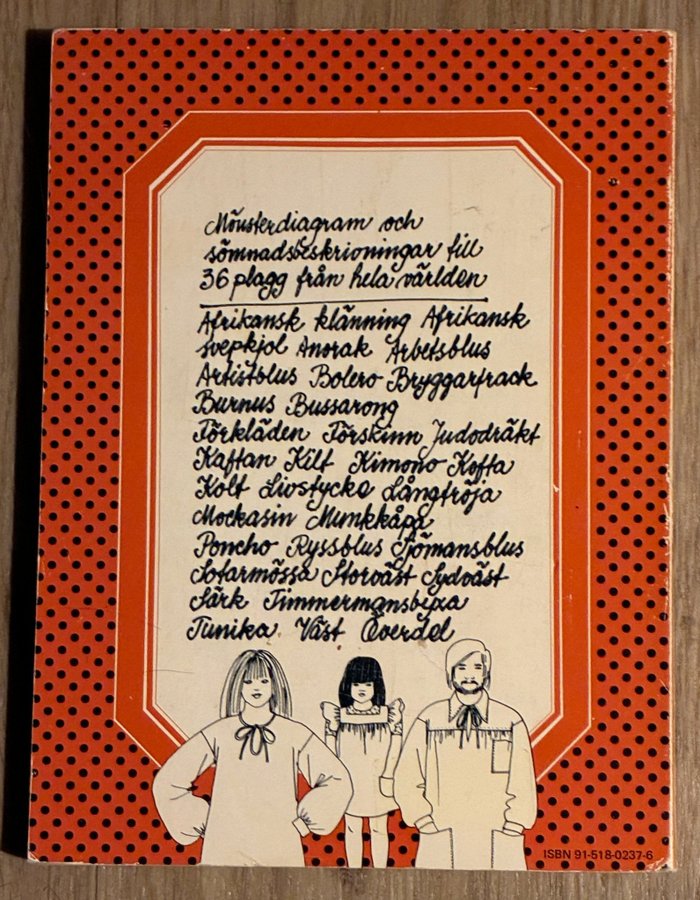 Mönsterdiagram och
sömnadsbeskrivningar till
36 plagg från hela världen
Afrikansk klänning Afrikansk
svepkjol Anorak Arbetsblus
Artistblus Bolero Bryggarfrack
Burnus Bussarong
Förkläden Förskinn Judodräkt
Kaftan Kilt Kimono Kofta
Kolt Livstycke Långtröja
Mockasin Munkkåpa
Poncho Ryssblus Sjömansblus
Sotarmössa Storväst Sydväst
Särk Timmermansbyxa
Tunika Väst Överdel
ISBN 91-518-0237-6